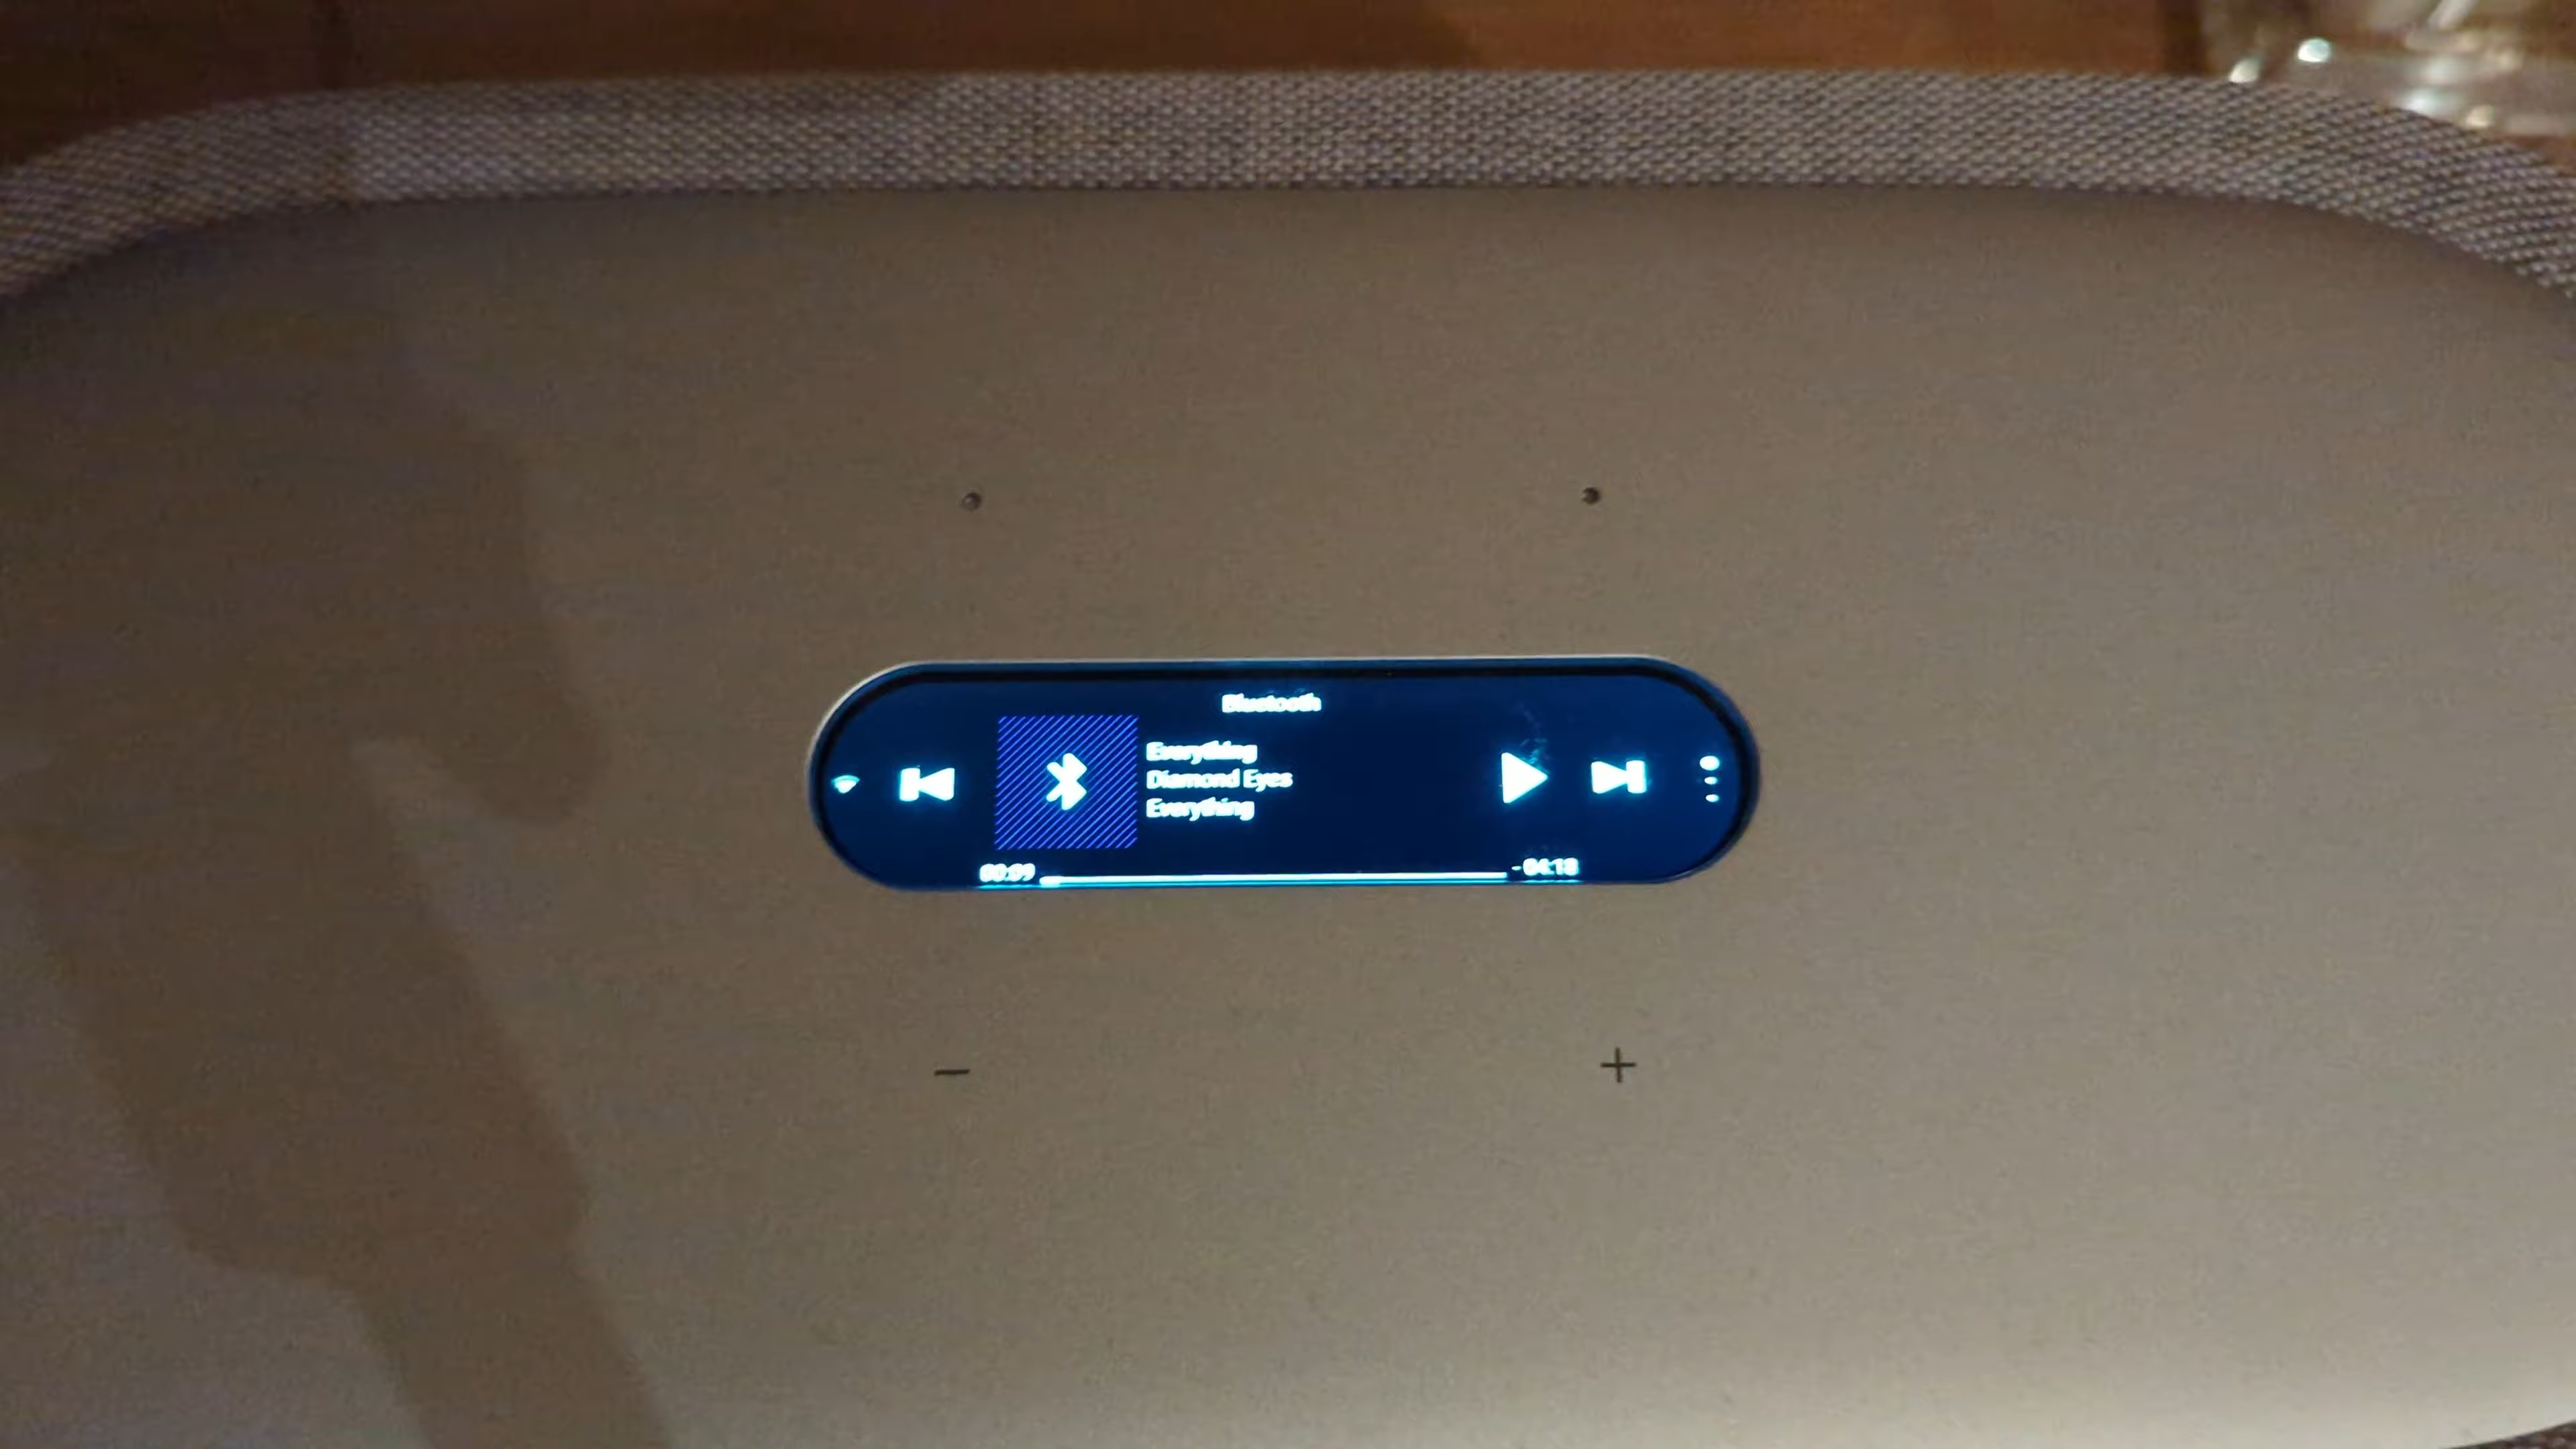 Bluetooth
Everything
Diamond Eyes
Everything
00:09
-04:18
- +